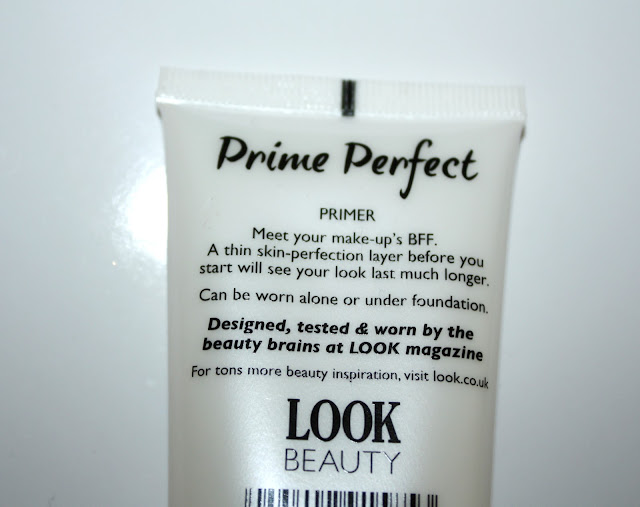 Prime Perfect
PRIMER
Meet your make-up's BFF.
A thin skin-perfection layer before you
start will see your look last much longer.
Can be worn alone or under foundation.
Designed, tested & worn by the
beauty brains at LOOK magazine
For tons more beauty inspiration, visit look.co.uk
LOOK
BEAUTY